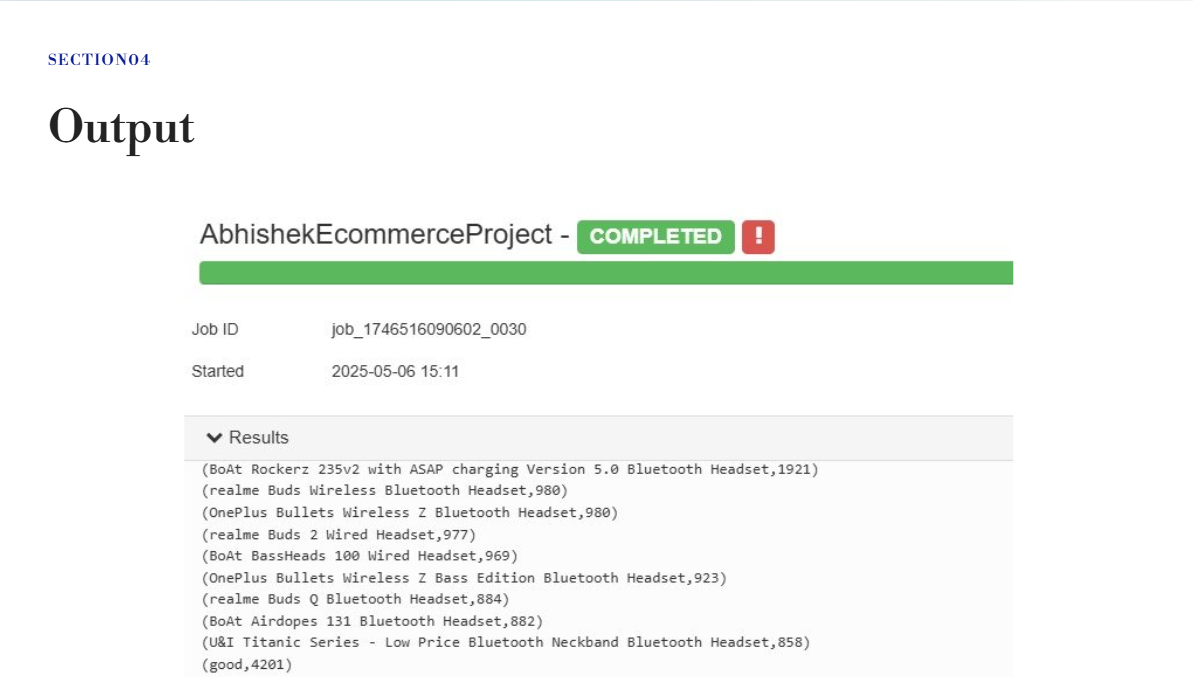 SECTION04
Output
AbhishekEcommerceProject - COMPLETED !
Job ID job_1746516090602_0030
Started 2025-05-06 15:11
Results
(BoAt Rockerz 235v2 with ASAP charging Version 5.0 Bluetooth Headset,1921)
(realme Buds Wireless Bluetooth Headset,980)
(OnePlus Bullets Wireless Z Bluetooth Headset,980)
(realme Buds 2 Wired Headset,977)
(BoAt BassHeads 100 Wired Headset,969)
(OnePlus Bullets Wireless Z Bass Edition Bluetooth Headset,923)
(realme Buds Q Bluetooth Headset,884)
(BoAt Airdopes 131 Bluetooth Headset,882)
(U&I Titanic Series - Low Price Bluetooth Neckband Bluetooth Headset,858)
(good,4201)